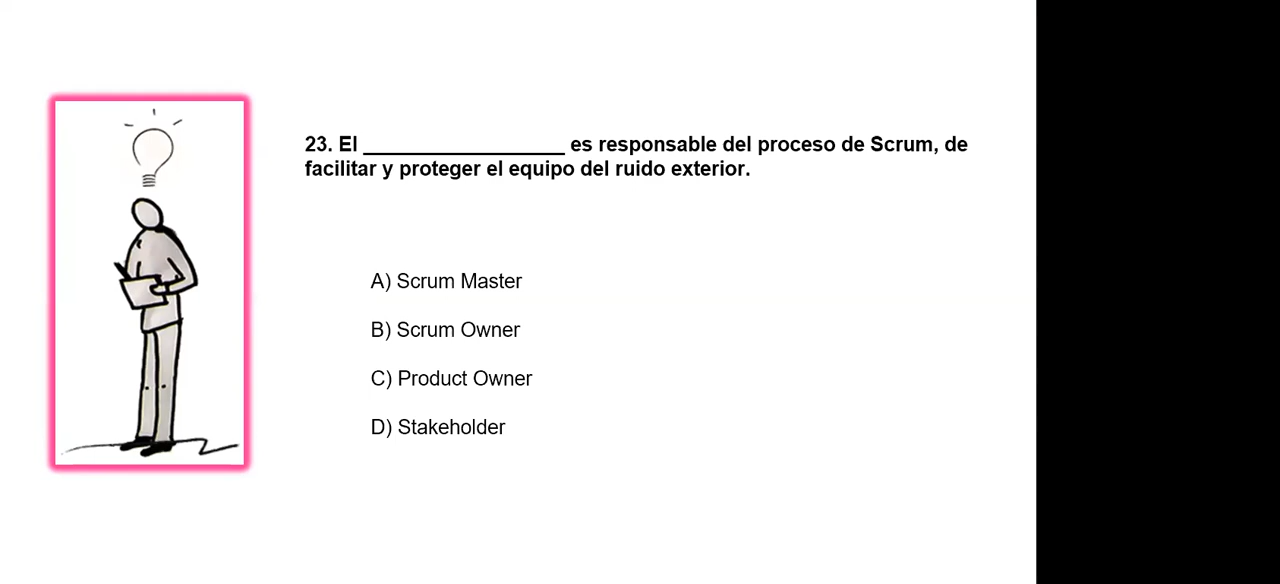 23. El __________________ es responsable del proceso de Scrum, de
facilitar y proteger el equipo del ruido exterior.
A) Scrum Master
B) Scrum Owner
C) Product Owner
D) Stakeholder